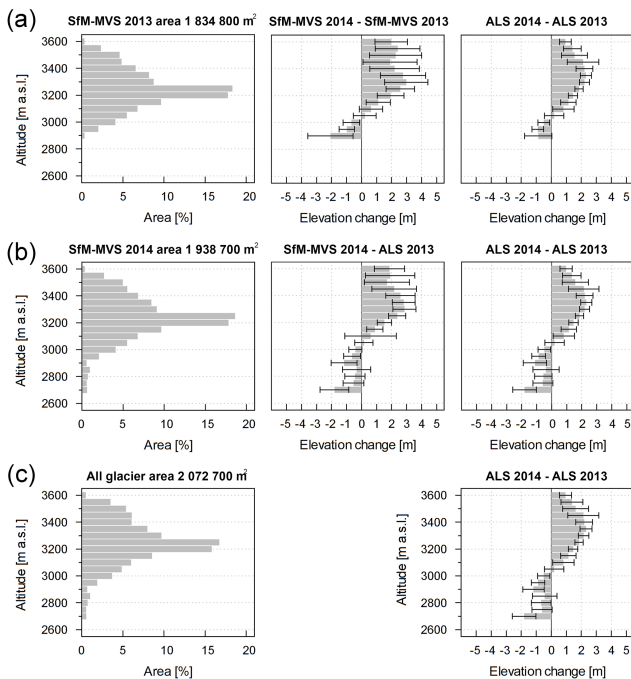 (a)
SfM-MVS 2013 area 1 834 800 m²
SfM-MVS 2014 - SfM-MVS 2013
ALS 2014 - ALS 2013
Altitude [m a.s.l.]
3600
3400
3200
3000
2800
2600
0 5 10 15 20
-5 -4 -3 -2 -1 0 1 2 3 4 5
-5 -4 -3 -2 -1 0 1 2 3 4 5
Area [%]
Elevation change [m]
Elevation change [m]
(b)
SfM-MVS 2014 area 1 938 700 m²
SfM-MVS 2014 - ALS 2013
ALS 2014 - ALS 2013
Altitude [m a.s.l.]
3600
3400
3200
3000
2800
2600
0 5 10 15 20
-5 -4 -3 -2 -1 0 1 2 3 4 5
-5 -4 -3 -2 -1 0 1 2 3 4 5
Area [%]
Elevation change [m]
Elevation change [m]
(c)
All glacier area 2 072 700 m²
ALS 2014 - ALS 2013
Altitude [m a.s.l.]
3600
3400
3200
3000
2800
2600
Altitude [m a.s.l.]
3600
3400
3200
3000
2800
2600
0 5 10 15 20
-5 -4 -3 -2 -1 0 1 2 3 4 5
Area [%]
Elevation change [m]